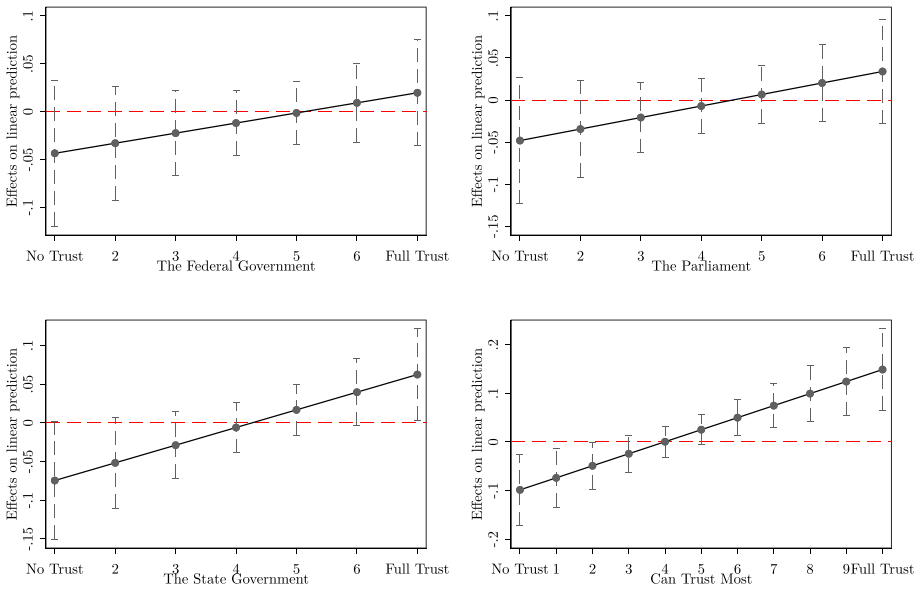 Effects on linear prediction
.1
.05
0
-.05
-.1
No Trust 2 3 4 5 6 Full Trust
The Federal Government
Effects on linear prediction
.1
.05
0
-.05
-.1
-.15
No Trust 2 3 4 5 6 Full Trust
The Parliament
Effects on linear prediction
.1
.05
0
-.05
-.1
-.15
No Trust 2 3 4 5 6 Full Trust
The State Government
Effects on linear prediction
.2
.1
0
-.1
-.2
No Trust 1 2 3 4 5 6 7 8 9 Full Trust
Can Trust Most